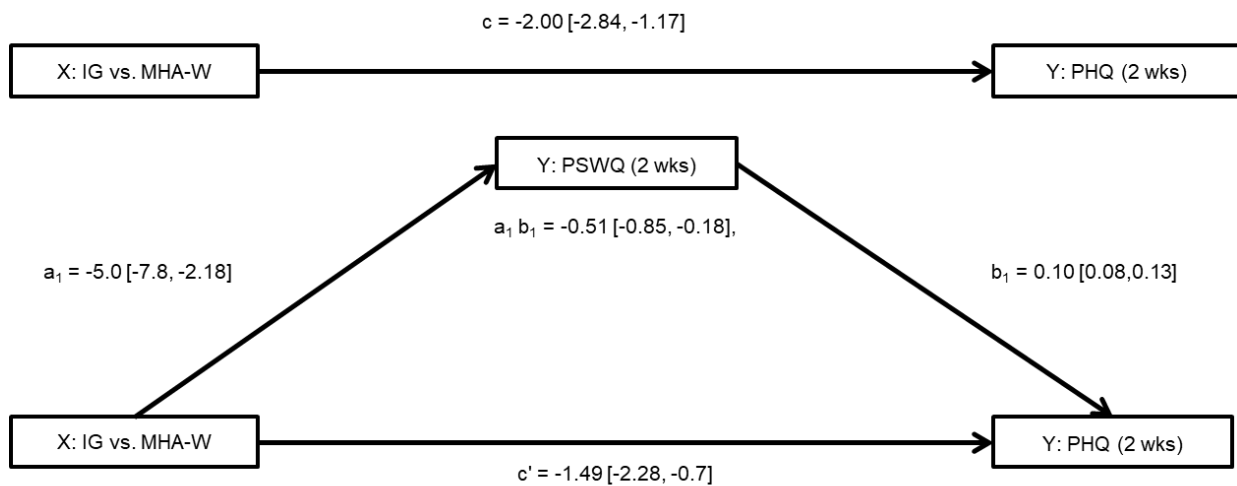 c = -2.00 [-2.84, -1.17]
X: IG vs. MHA-W
Y: PHQ (2 wks)
Y: PSWQ (2 wks)
a₁ b₁ = -0.51 [-0.85, -0.18],
a₁ = -5.0 [-7.8, -2.18]
b₁ = 0.10 [0.08,0.13]
X: IG vs. MHA-W
Y: PHQ (2 wks)
c' = -1.49 [-2.28, -0.7]